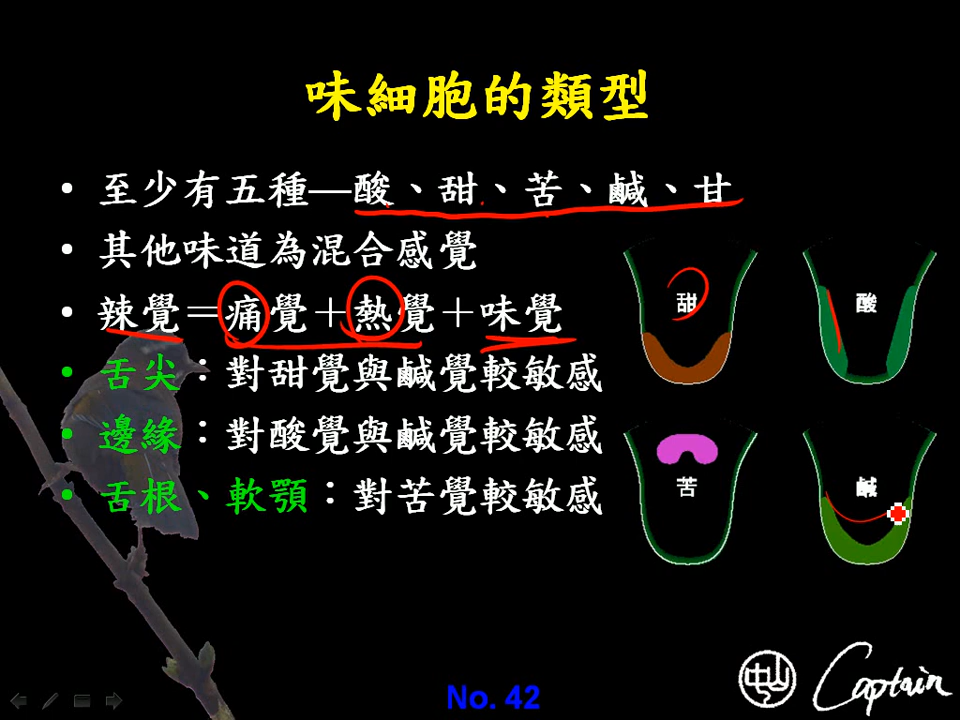 味細胞的類型
• 至少有五種—酸、甜、苦、鹹、甘
• 其他味道為混合感覺
• 辣覺＝痛覺＋熱覺＋味覺
• 舌尖：對甜覺與鹹覺較敏感
• 邊緣：對酸覺與鹹覺較敏感
• 舌根、軟顎：對苦覺較敏感
甜
酸
苦
鹹
Captain
No. 42